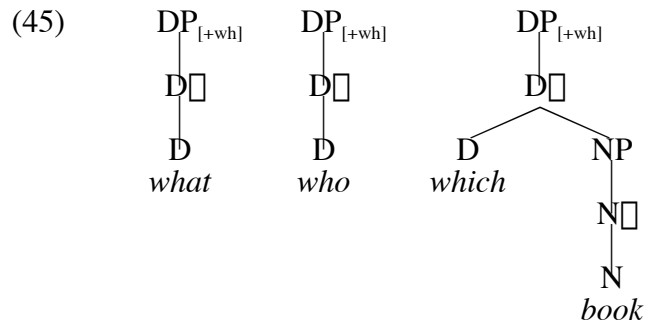 (45) DP[+wh] DP[+wh] DP[+wh]
D▯ D▯ D▯
D D D NP
what who which
N▯
N
book